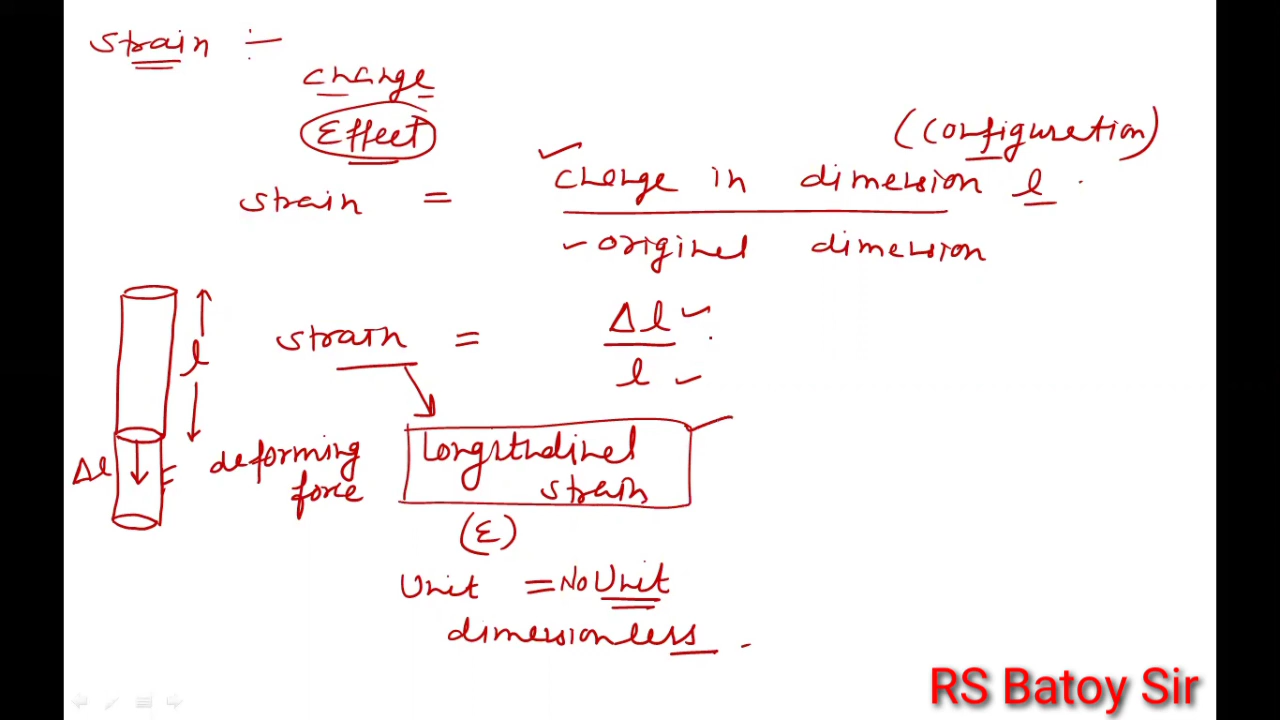 Strain :-
change
Effect
(configuration)
strain = change in dimension l.
original dimension
l
strain = Δl
l
Δl
deforming force
Longitudinal strain
(ε)
Unit = No Unit
dimensionless
RS Batoy Sir